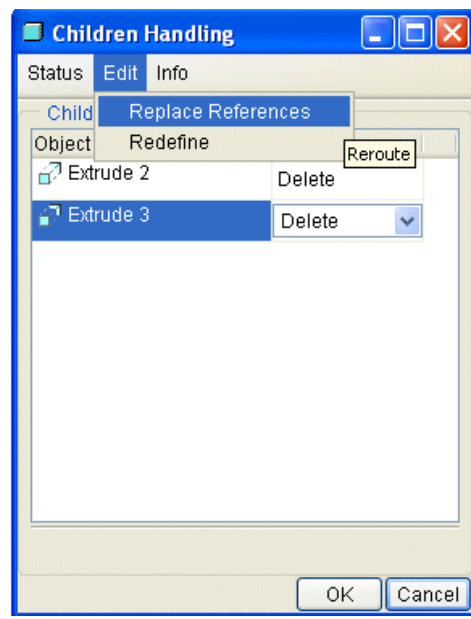 Children Handling
Status Edit Info
Child
Replace References
Object
Redefine
Reroute
Extrude 2 Delete
Extrude 3 Delete
OK Cancel